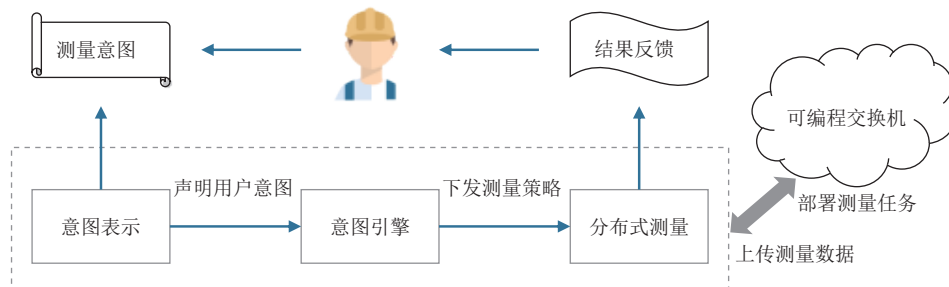 测量意图
结果反馈
可编程交换机
声明用户意图
下发测量策略
部署测量任务
意图表示
意图引擎
分布式测量
上传测量数据